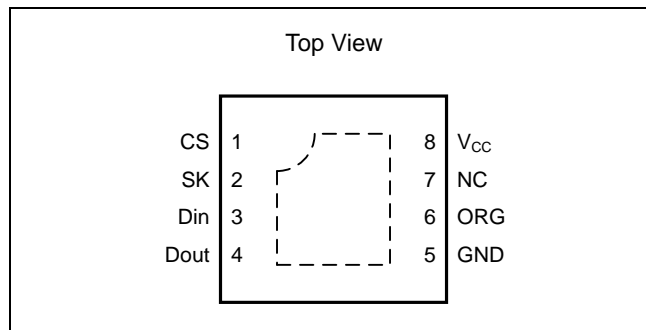 Top View
CS 1 8 VCC
SK 2 7 NC
Din 3 6 ORG
Dout 4 5 GND